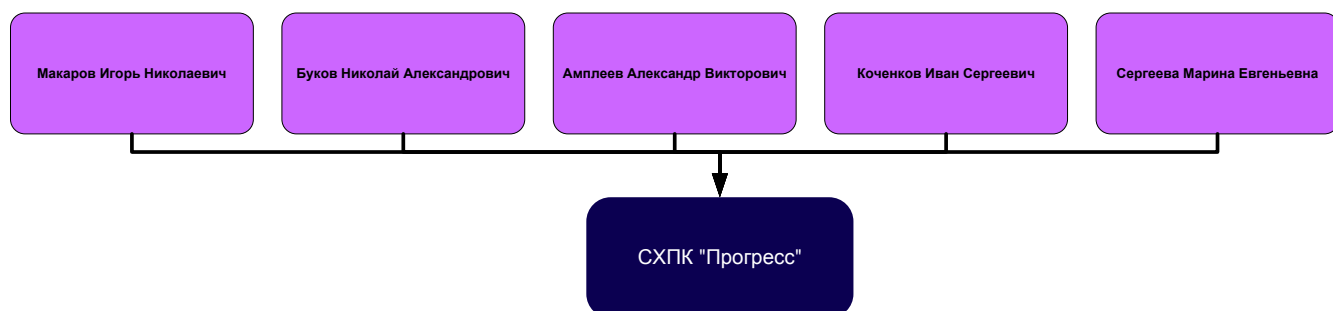 Макаров Игорь Николаевич
Буков Николай Александрович
Амплеев Александр Викторович
Коченков Иван Сергеевич
Сергеева Марина Евгеньевна
СХПК "Прогресс"